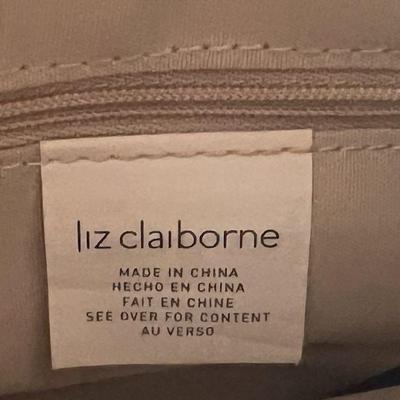 liz claiborne
MADE IN CHINA
HECHO EN CHINA
FAIT EN CHINE
SEE OVER FOR CONTENT
AU VERSO